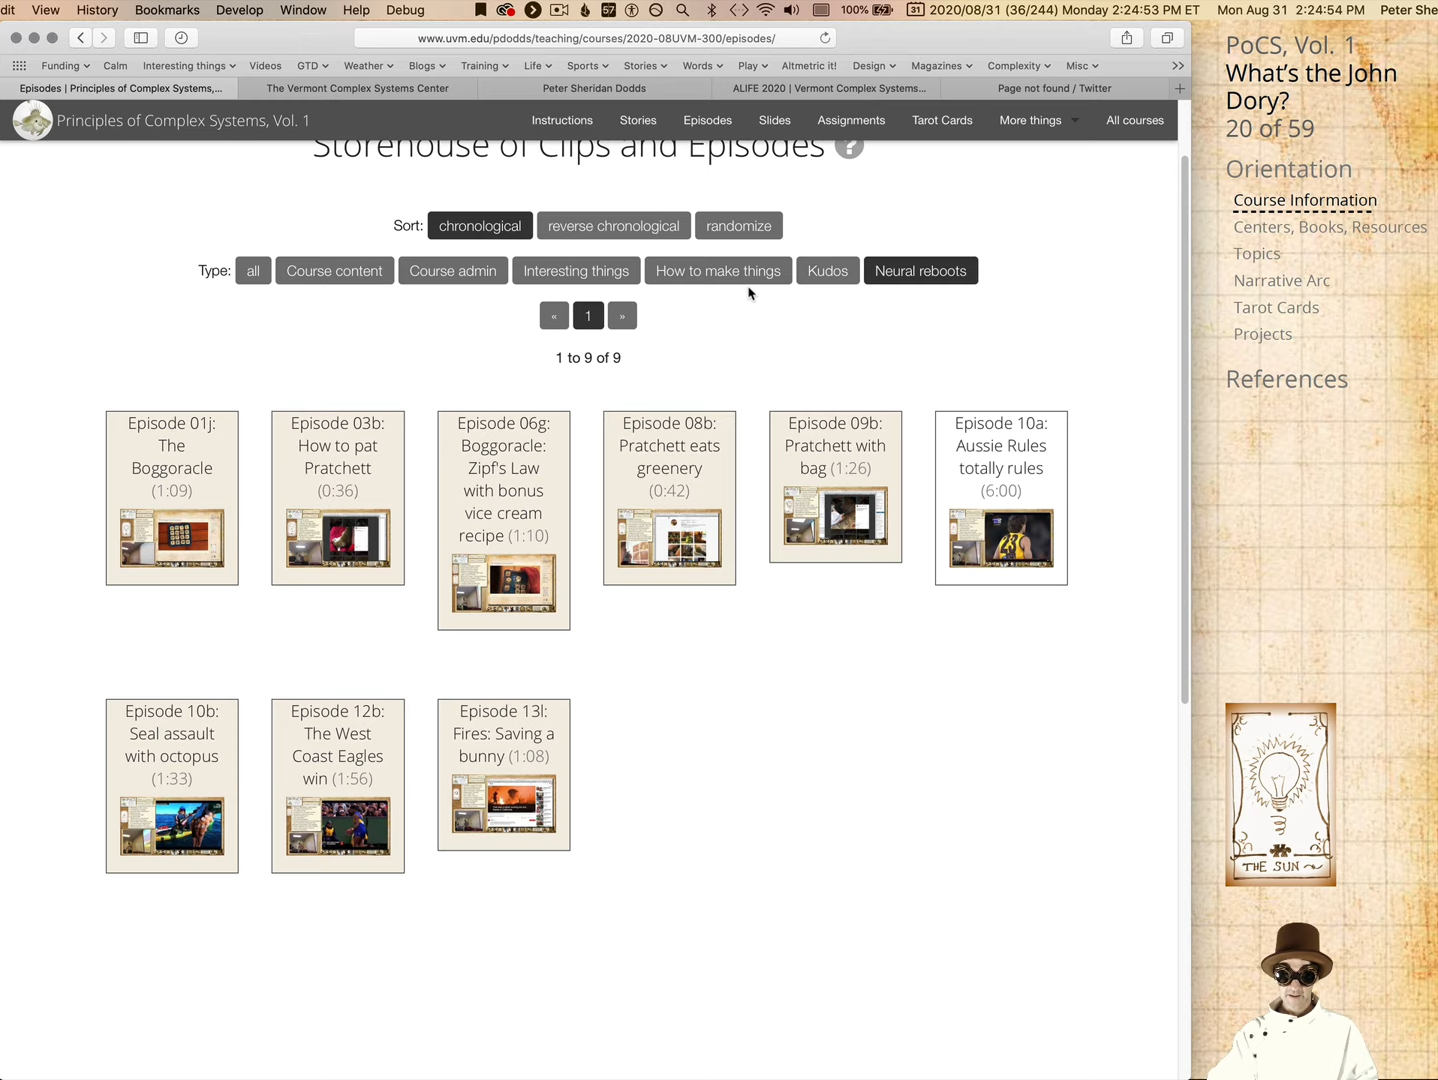 dit View History Bookmarks Develop Window Help Debug 57 100% 31 2020/08/31 (36/244) Monday 2:24:53 PM ET Mon Aug 31 2:24:54 PM Peter She
www.uvm.edu/pdodds/teaching/courses/2020-08UVM-300/episodes/
Funding Calm Interesting things Videos GTD Weather Blogs Training Life Sports Stories Words Play Altmetric it! Design Magazines Complexity Misc
Episodes | Principles of Complex Systems,... The Vermont Complex Systems Center Peter Sheridan Dodds ALIFE 2020 | Vermont Complex Systems... Page not found / Twitter
Principles of Complex Systems, Vol. 1 Instructions Stories Episodes Slides Assignments Tarot Cards More things All courses
Storehouse of Clips and Episodes ?
Sort: chronological reverse chronological randomize
Type: all Course content Course admin Interesting things How to make things Kudos Neural reboots
« 1 »
1 to 9 of 9
Episode 01j:
The
Boggoracle
(1:09)
Episode 03b:
How to pat
Pratchett
(0:36)
Episode 06g:
Boggoracle:
Zipf's Law
with bonus
vice cream
recipe (1:10)
Episode 08b:
Pratchett eats
greenery
(0:42)
Episode 09b:
Pratchett with
bag (1:26)
Episode 10a:
Aussie Rules
totally rules
(6:00)
23
Episode 10b:
Seal assault
with octopus
(1:33)
Episode 12b:
The West
Coast Eagles
win (1:56)
Episode 13l:
Fires: Saving a
bunny (1:08)
PoCS, Vol. 1
What's the John
Dory?
20 of 59
Orientation
Course Information
Centers, Books, Resources
Topics
Narrative Arc
Tarot Cards
Projects
References
THE SUN